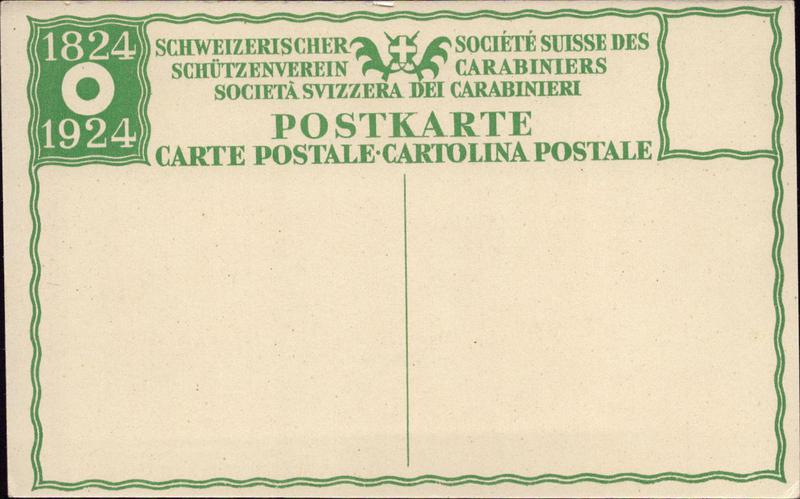 1824
1924
SCHWEIZERISCHER SOCIÉTÉ SUISSE DES
SCHÜTZENVEREIN CARABINIERS
SOCIETÀ SVIZZERA DEI CARABINIERI
POSTKARTE
CARTE POSTALE·CARTOLINA POSTALE